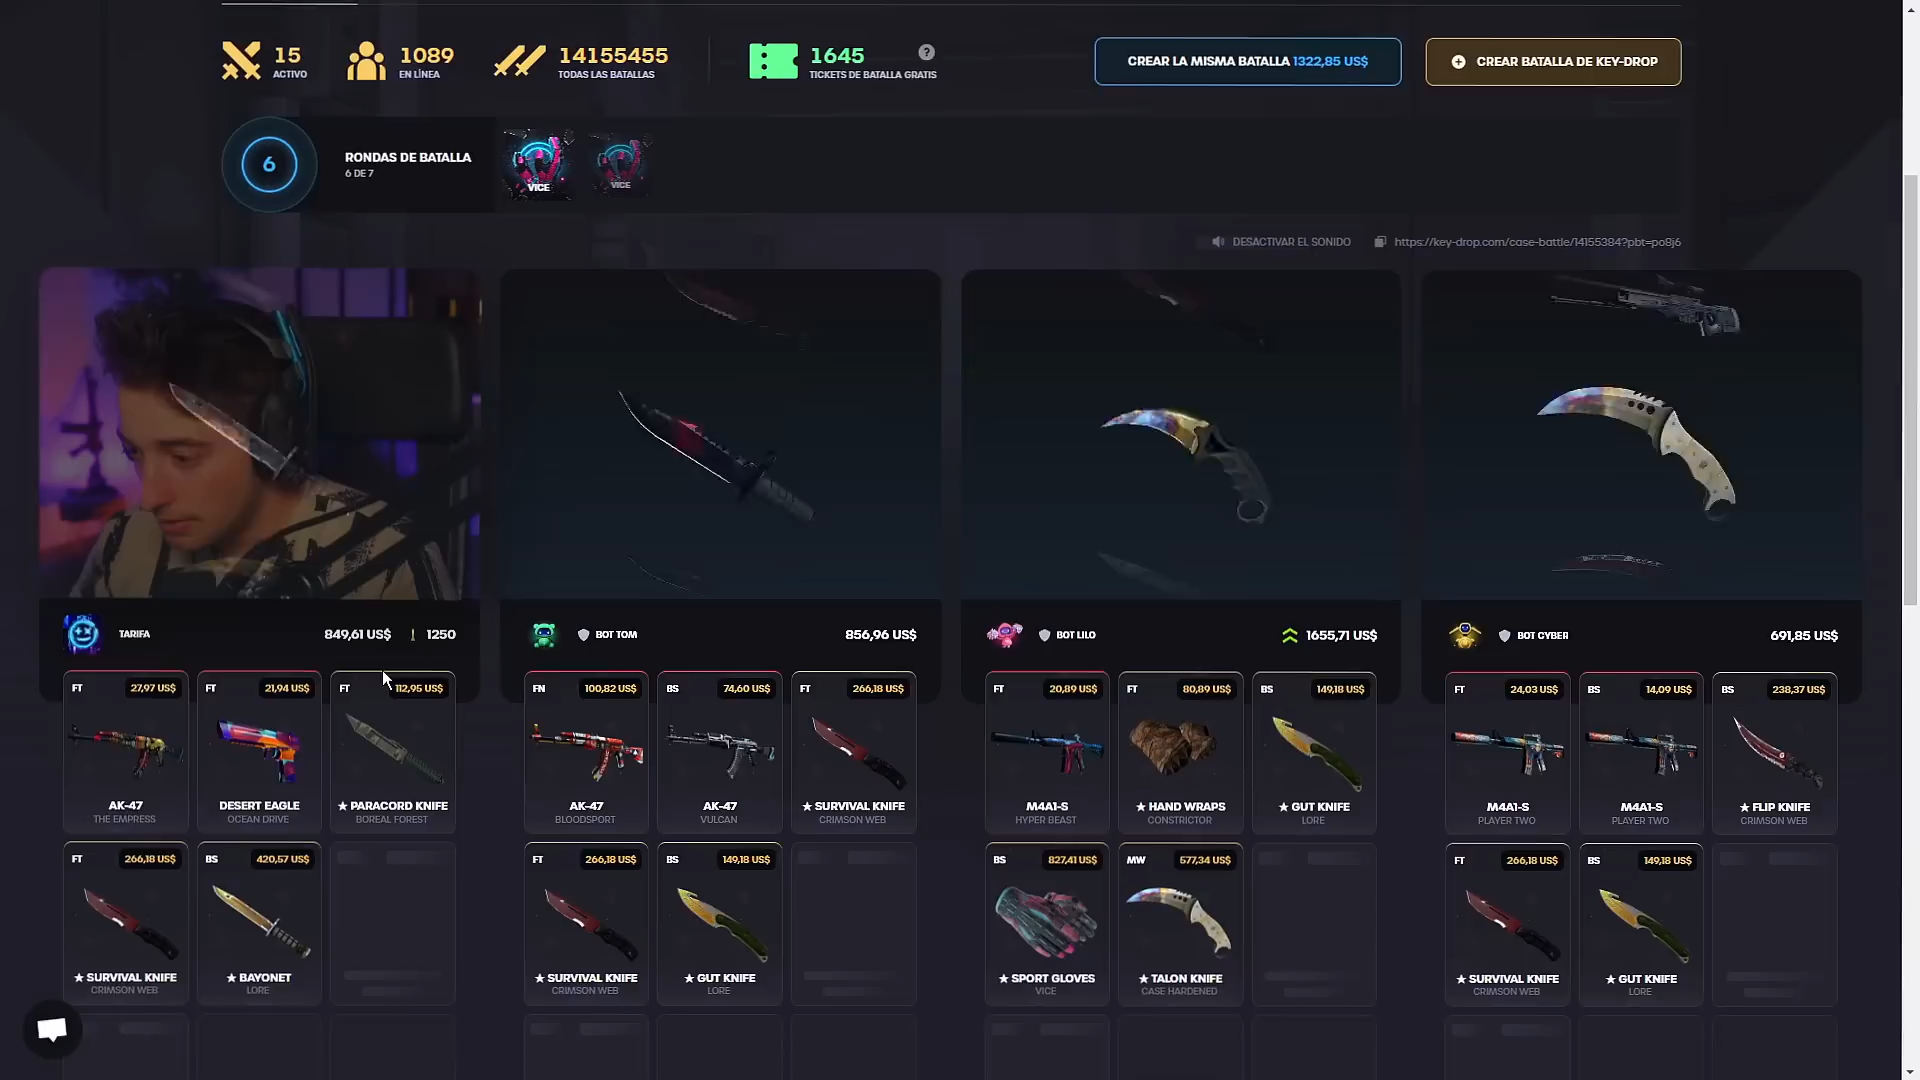 15
ACTIVO
1089
EN LÍNEA
14155455
TODAS LAS BATALLAS
1645
?
TICKETS DE BATALLA GRATIS
CREAR LA MISMA BATALLA 1322,85 US$
CREAR BATALLA DE KEY-DROP
6
RONDAS DE BATALLA
6 DE 7
VICE
VICE
DESACTIVAR EL SONIDO
https://key-drop.com/case-battle/14155384?pbt=po8j6
TARIFA
849,61 US$
1250
BOT TOM
856,96 US$
BOT LILO
1655,71 US$
BOT CYBER
691,85 US$
FT 27,97 US$
AK-47
THE EMPRESS
FT 21,94 US$
DESERT EAGLE
OCEAN DRIVE
FT 112,95 US$
★ PARACORD KNIFE
BOREAL FOREST
FN 100,82 US$
AK-47
BLOODSPORT
BS 74,60 US$
AK-47
VULCAN
FT 266,18 US$
★ SURVIVAL KNIFE
CRIMSON WEB
FT 20,89 US$
M4A1-S
HYPER BEAST
FT 80,89 US$
★ HAND WRAPS
CONSTRICTOR
BS 149,18 US$
★ GUT KNIFE
LORE
FT 24,03 US$
M4A1-S
PLAYER TWO
BS 14,09 US$
M4A1-S
PLAYER TWO
BS 238,37 US$
★ FLIP KNIFE
CRIMSON WEB
FT 266,18 US$
★ SURVIVAL KNIFE
CRIMSON WEB
BS 420,57 US$
★ BAYONET
LORE
FT 266,18 US$
★ SURVIVAL KNIFE
CRIMSON WEB
BS 149,18 US$
★ GUT KNIFE
LORE
BS 827,41 US$
★ SPORT GLOVES
VICE
MW 577,34 US$
★ TALON KNIFE
CASE HARDENED
FT 266,18 US$
★ SURVIVAL KNIFE
CRIMSON WEB
BS 149,18 US$
★ GUT KNIFE
LORE